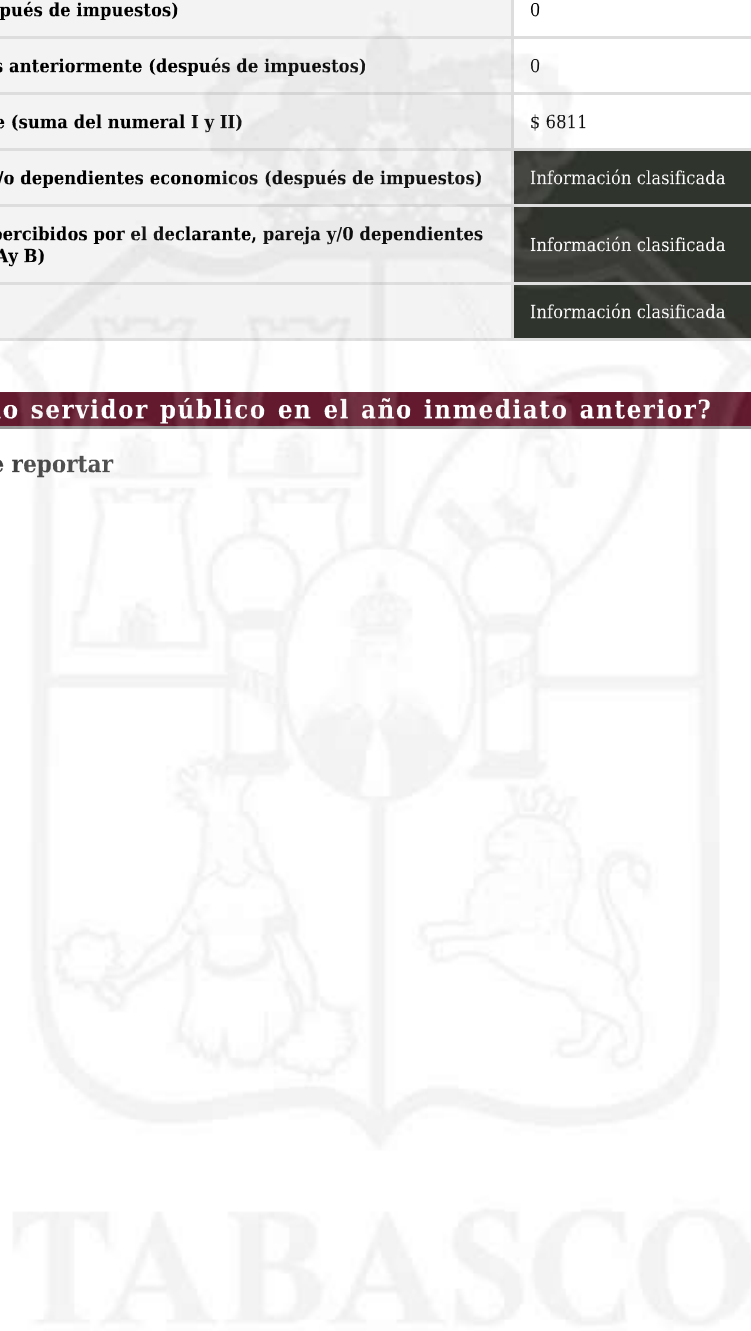 pués de impuestos)
0
s anteriormente (después de impuestos)
0
e (suma del numeral I y II)
$ 6811
/o dependientes economicos (después de impuestos)
Información clasificada
percibidos por el declarante, pareja y/0 dependientes
Ay B)
Información clasificada
Información clasificada
o servidor público en el año inmediato anterior?
e reportar
TABASCO